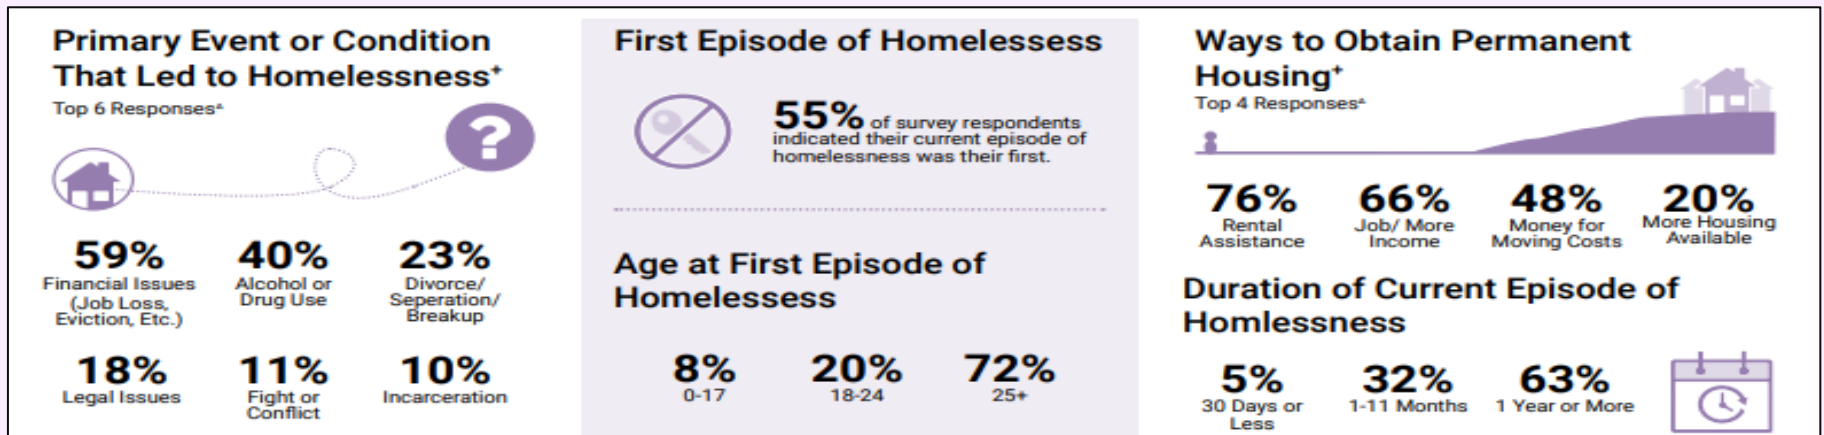 Primary Event or Condition
That Led to Homelessness⁺
Top 6 Responses▵
?
59%
Financial Issues
(Job Loss,
Eviction, Etc.)
40%
Alcohol or
Drug Use
23%
Divorce/
Seperation/
Breakup
18%
Legal Issues
11%
Fight or
Conflict
10%
Incarceration
First Episode of Homelessess
55% of survey respondents
indicated their current episode of
homelessness was their first.
Age at First Episode of
Homelessess
8%
0-17
20%
18-24
72%
25+
Ways to Obtain Permanent
Housing⁺
Top 4 Responses▵
76%
Rental
Assistance
66%
Job/ More
Income
48%
Money for
Moving Costs
20%
More Housing
Available
Duration of Current Episode of
Homlessness
5%
30 Days or
Less
32%
1-11 Months
63%
1 Year or More